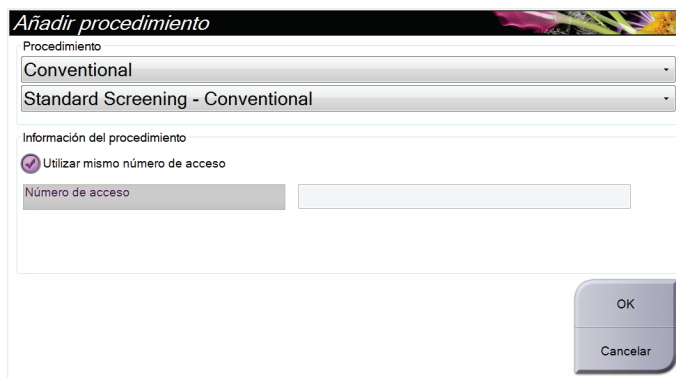 Añadir procedimiento
Procedimiento
Conventional
Standard Screening - Conventional
Información del procedimiento
Utilizar mismo número de acceso
Número de acceso
OK
Cancelar